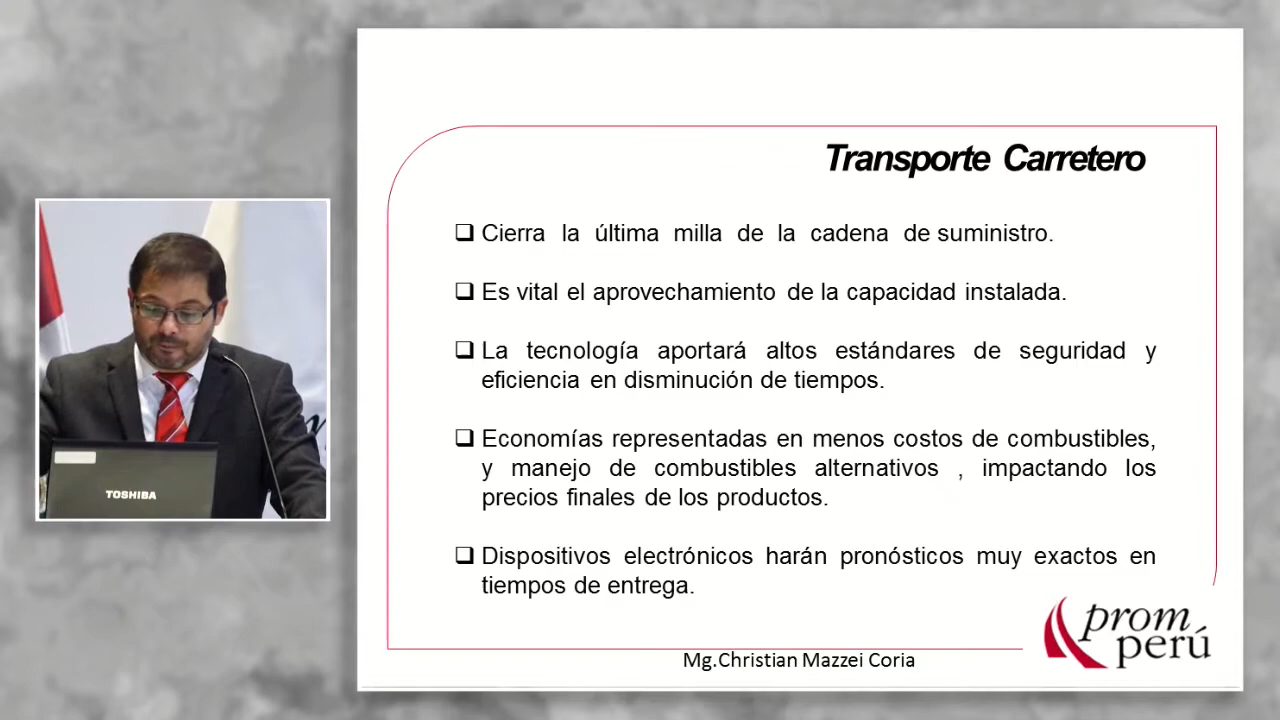 Transporte Carretero
Cierra la última milla de la cadena de suministro.
Es vital el aprovechamiento de la capacidad instalada.
La tecnología aportará altos estándares de seguridad y
eficiencia en disminución de tiempos.
Economías representadas en menos costos de combustibles,
y manejo de combustibles alternativos , impactando los
precios finales de los productos.
Dispositivos electrónicos harán pronósticos muy exactos en
tiempos de entrega.
TOSHIBA
prom
perú
Mg.Christian Mazzei Coria